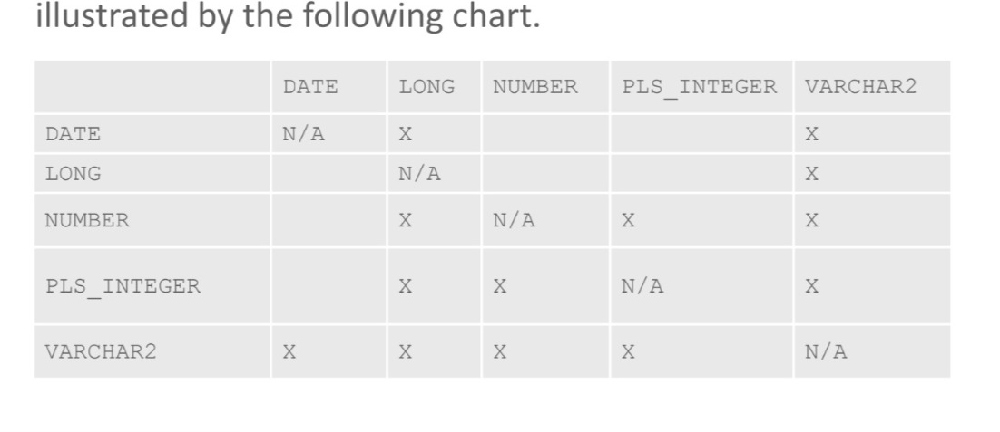 illustrated by the following chart.
DATE LONG NUMBER PLS_INTEGER VARCHAR2
DATE N/A X X
LONG N/A X
NUMBER X N/A X X
PLS_INTEGER X X N/A X
VARCHAR2 X X X X N/A